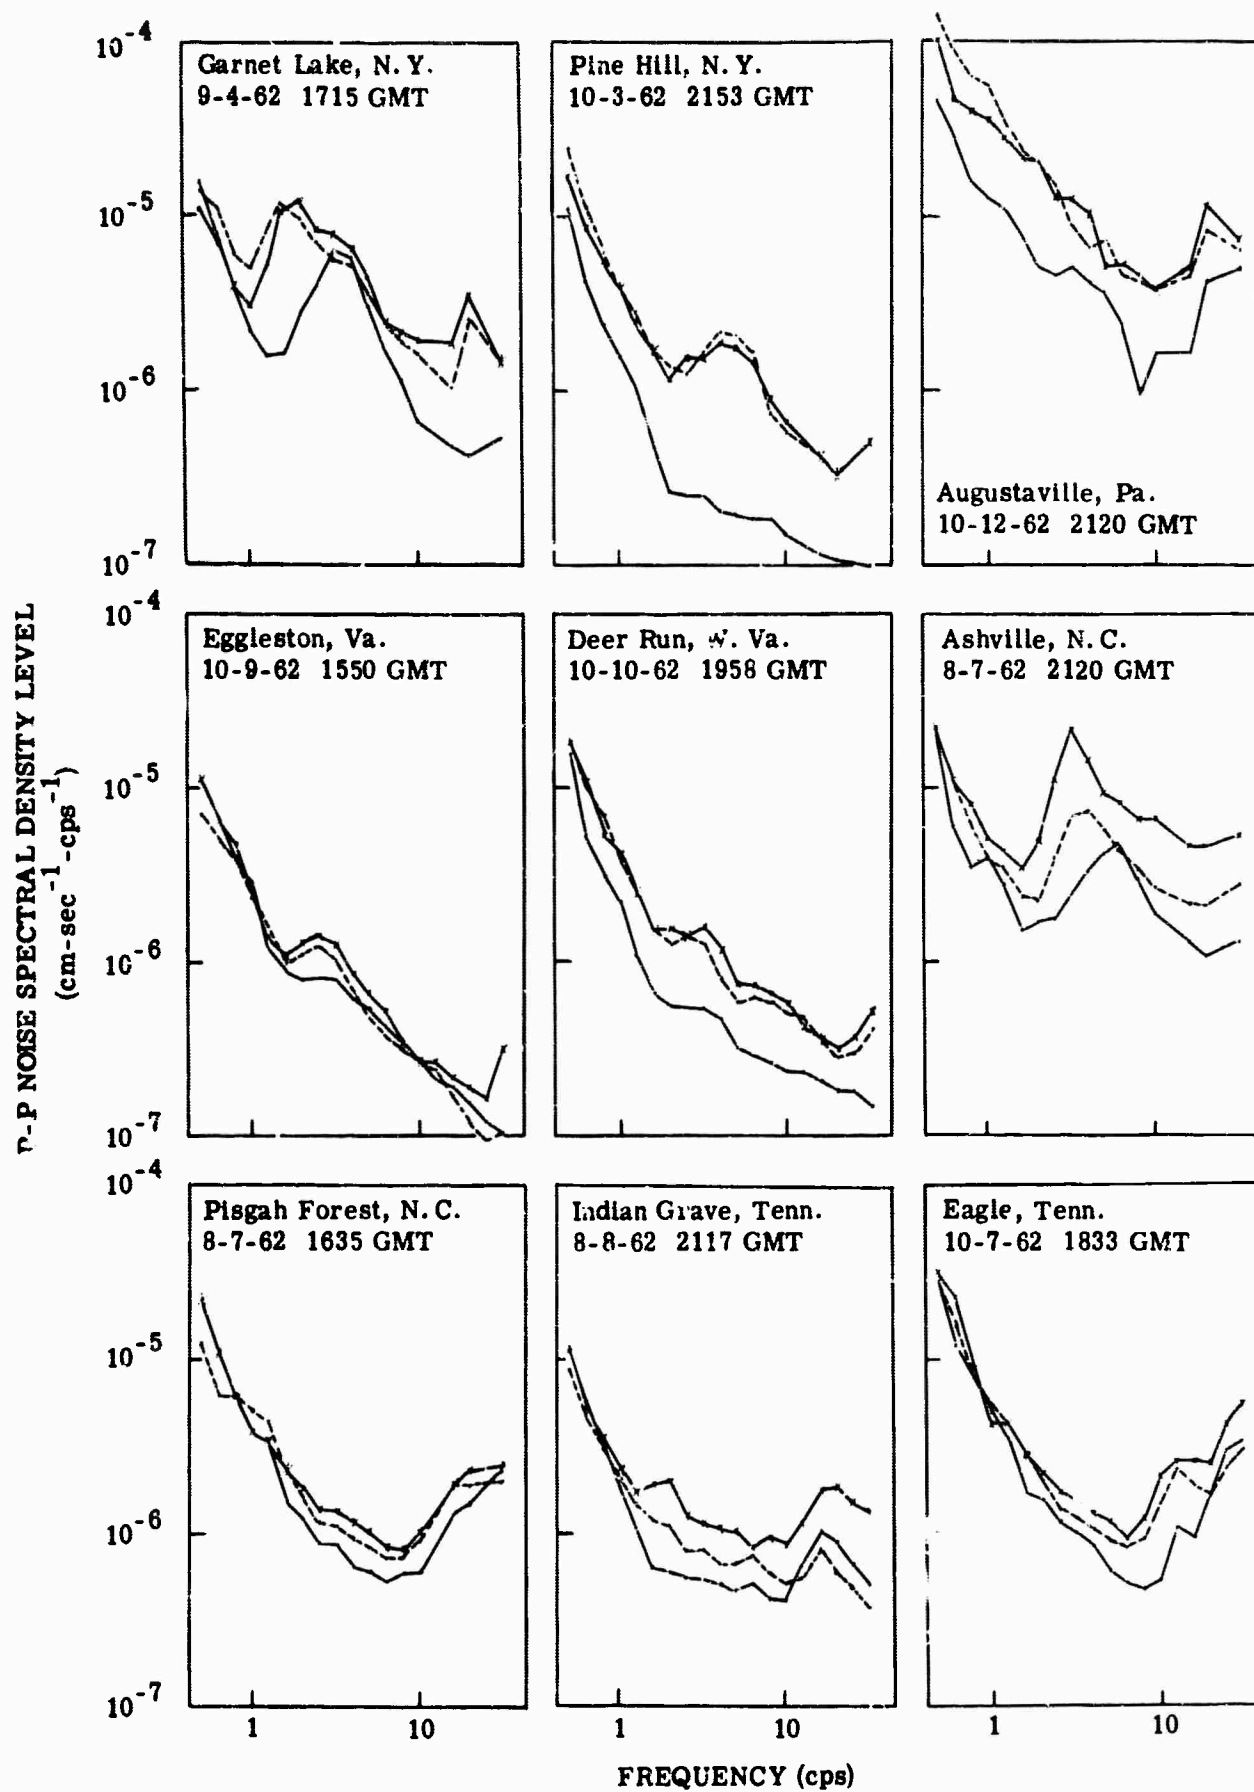 10-4
Garnet Lake, N.Y.
9-4-62 1715 GMT
10-5
10-6
10-7
Pine Hill, N.Y.
10-3-62 2153 GMT
Augustaville, Pa.
10-12-62 2120 GMT
P-P NOISE SPECTRAL DENSITY LEVEL
(cm-sec-1-cps-1)
10-4
Eggleston, Va.
10-9-62 1550 GMT
10-5
10-6
10-7
Deer Run, W. Va.
10-10-62 1958 GMT
Ashville, N.C.
8-7-62 2120 GMT
10-4
Pisgah Forest, N.C.
8-7-62 1635 GMT
10-5
10-6
10-7
Indian Grave, Tenn.
8-8-62 2117 GMT
Eagle, Tenn.
10-7-62 1833 GMT
1 10
1 10
1 10
FREQUENCY (cps)